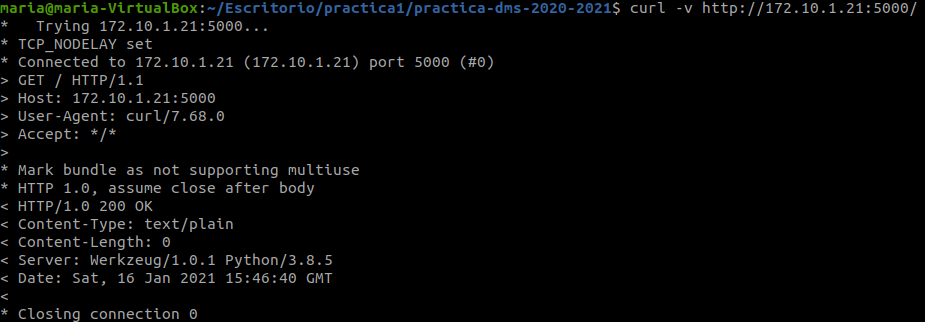 maria@maria-VirtualBox:~/Escritorio/practica1/practica-dms-2020-2021$ curl -v http://172.10.1.21:5000/
*   Trying 172.10.1.21:5000...
* TCP_NODELAY set
* Connected to 172.10.1.21 (172.10.1.21) port 5000 (#0)
> GET / HTTP/1.1
> Host: 172.10.1.21:5000
> User-Agent: curl/7.68.0
> Accept: */*
>
* Mark bundle as not supporting multiuse
* HTTP 1.0, assume close after body
< HTTP/1.0 200 OK
< Content-Type: text/plain
< Content-Length: 0
< Server: Werkzeug/1.0.1 Python/3.8.5
< Date: Sat, 16 Jan 2021 15:46:40 GMT
<
* Closing connection 0